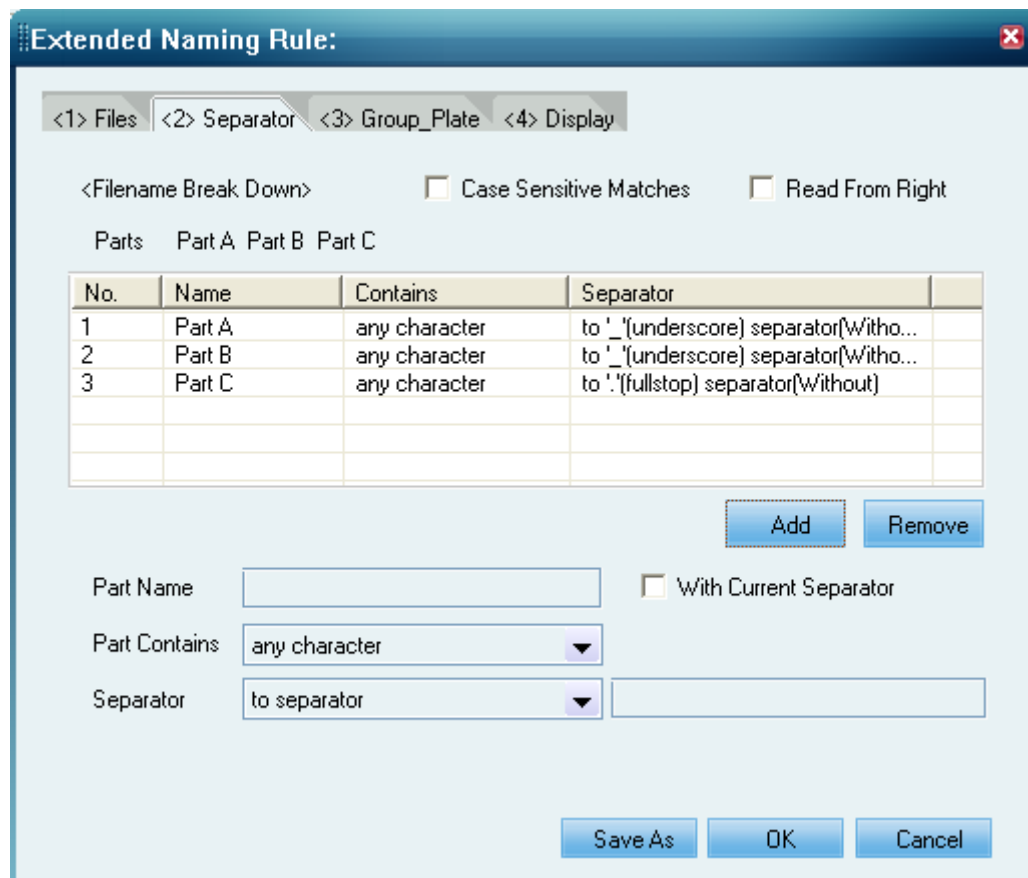 Extended Naming Rule:
<1> Files <2> Separator <3> Group_Plate <4> Display
<Filename Break Down> Case Sensitive Matches Read From Right
Parts Part A Part B Part C
No. Name Contains Separator
1 Part A any character to '_'(underscore) separator(Witho...
2 Part B any character to '_'(underscore) separator(Witho...
3 Part C any character to '.'(fullstop) separator(Without)
Add Remove
Part Name With Current Separator
Part Contains any character
Separator to separator
Save As OK Cancel